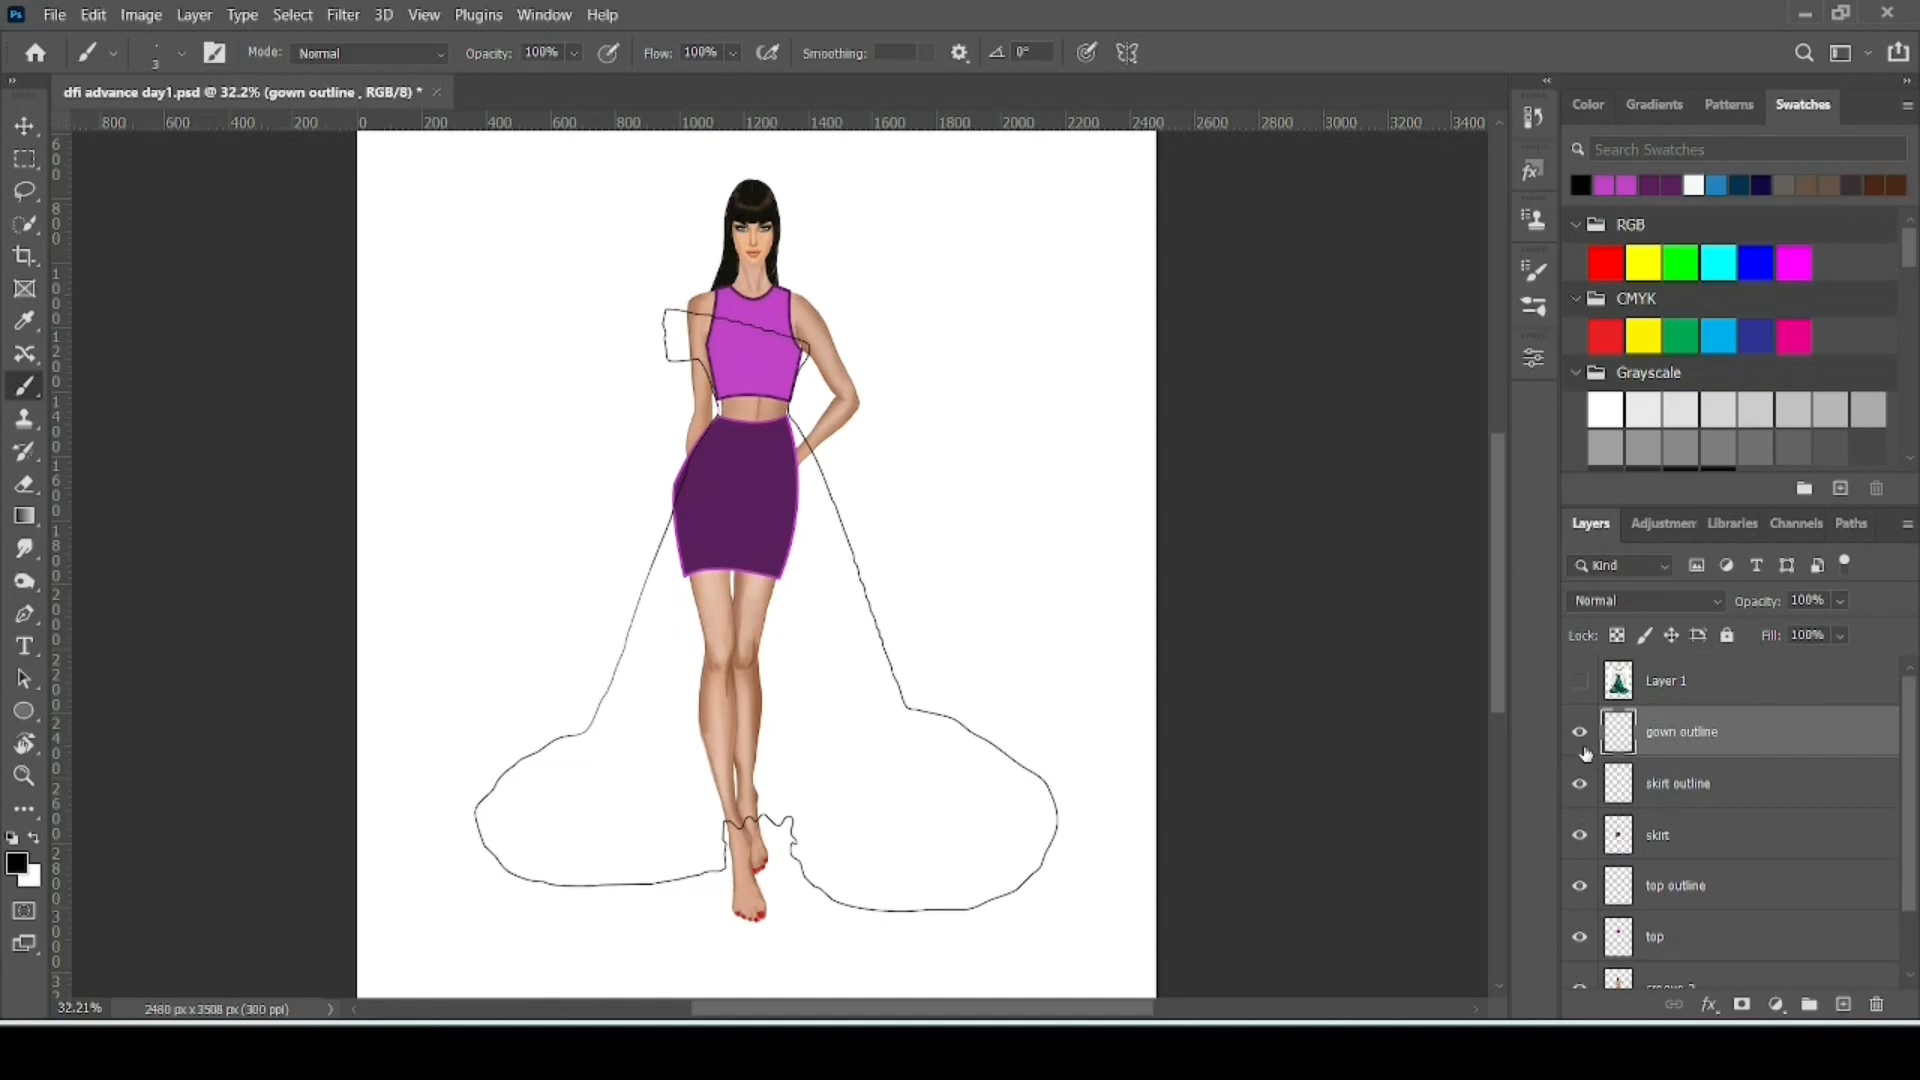 Ps File Edit Image Layer Type Select Filter 3D View Plugins Window Help
3 Mode: Normal Opacity: 100% Flow: 100% Smoothing: 0°
dfi advance day1.psd @ 32.2% (gown outline , RGB/8) *
800 600 400 200 0 200 400 600 800 1000 1200 1400 1600 1800 2000 2200 2400 2600 2800 3000 3200 3400
Color Gradients Patterns Swatches
Search Swatches
RGB
CMYK
Grayscale
Layers Adjustmen Libraries Channels Paths
Kind
Normal Opacity: 100%
Lock: Fill: 100%
Layer 1
gown outline
skirt outline
skirt
top outline
top
32.21% 2480 px x 3508 px (300 ppi)